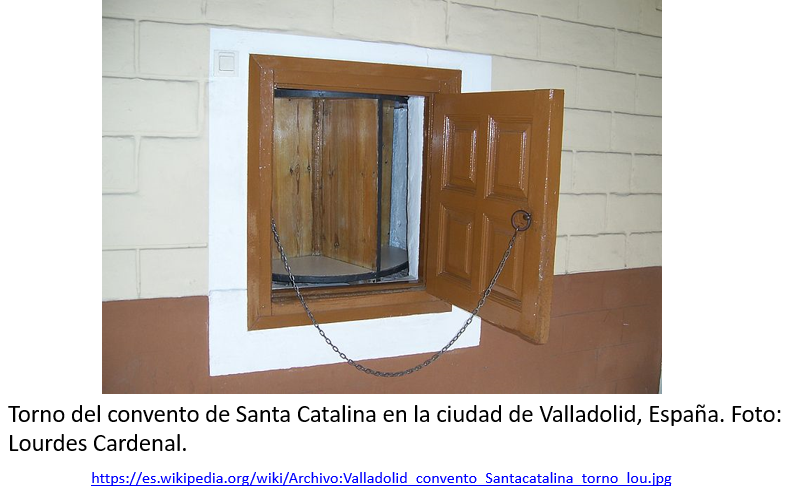 Torno del convento de Santa Catalina en la ciudad de Valladolid, España. Foto:
Lourdes Cardenal.
https://es.wikipedia.org/wiki/Archivo:Valladolid_convento_Santacatalina_torno_lou.jpg